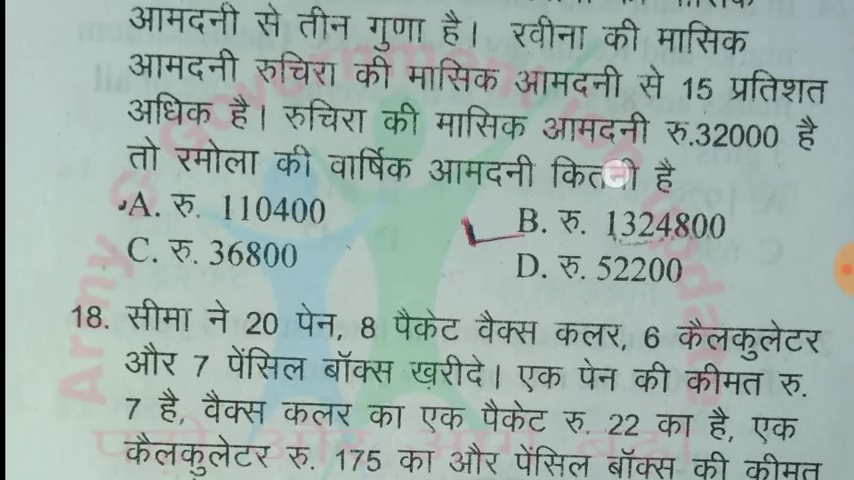 आमदनी से तीन गुणा है। रवीना की मासिक
आमदनी रुचिरा की मासिक आमदनी से 15 प्रतिशत
अधिक है। रुचिरा की मासिक आमदनी रु.32000 है
तो रमोला की वार्षिक आमदनी कितनी है
A. रु. 110400
B. रु. 1324800
C. रु. 36800
D. रु. 52200
18. सीमा ने 20 पेन, 8 पैकेट वैक्स कलर, 6 कैलकुलेटर
और 7 पेंसिल बॉक्स खरीदे। एक पेन की कीमत रु.
7 है, वैक्स कलर का एक पैकेट रु. 22 का है, एक
कैलकुलेटर रु. 175 का और पेंसिल बॉक्स की कीमत